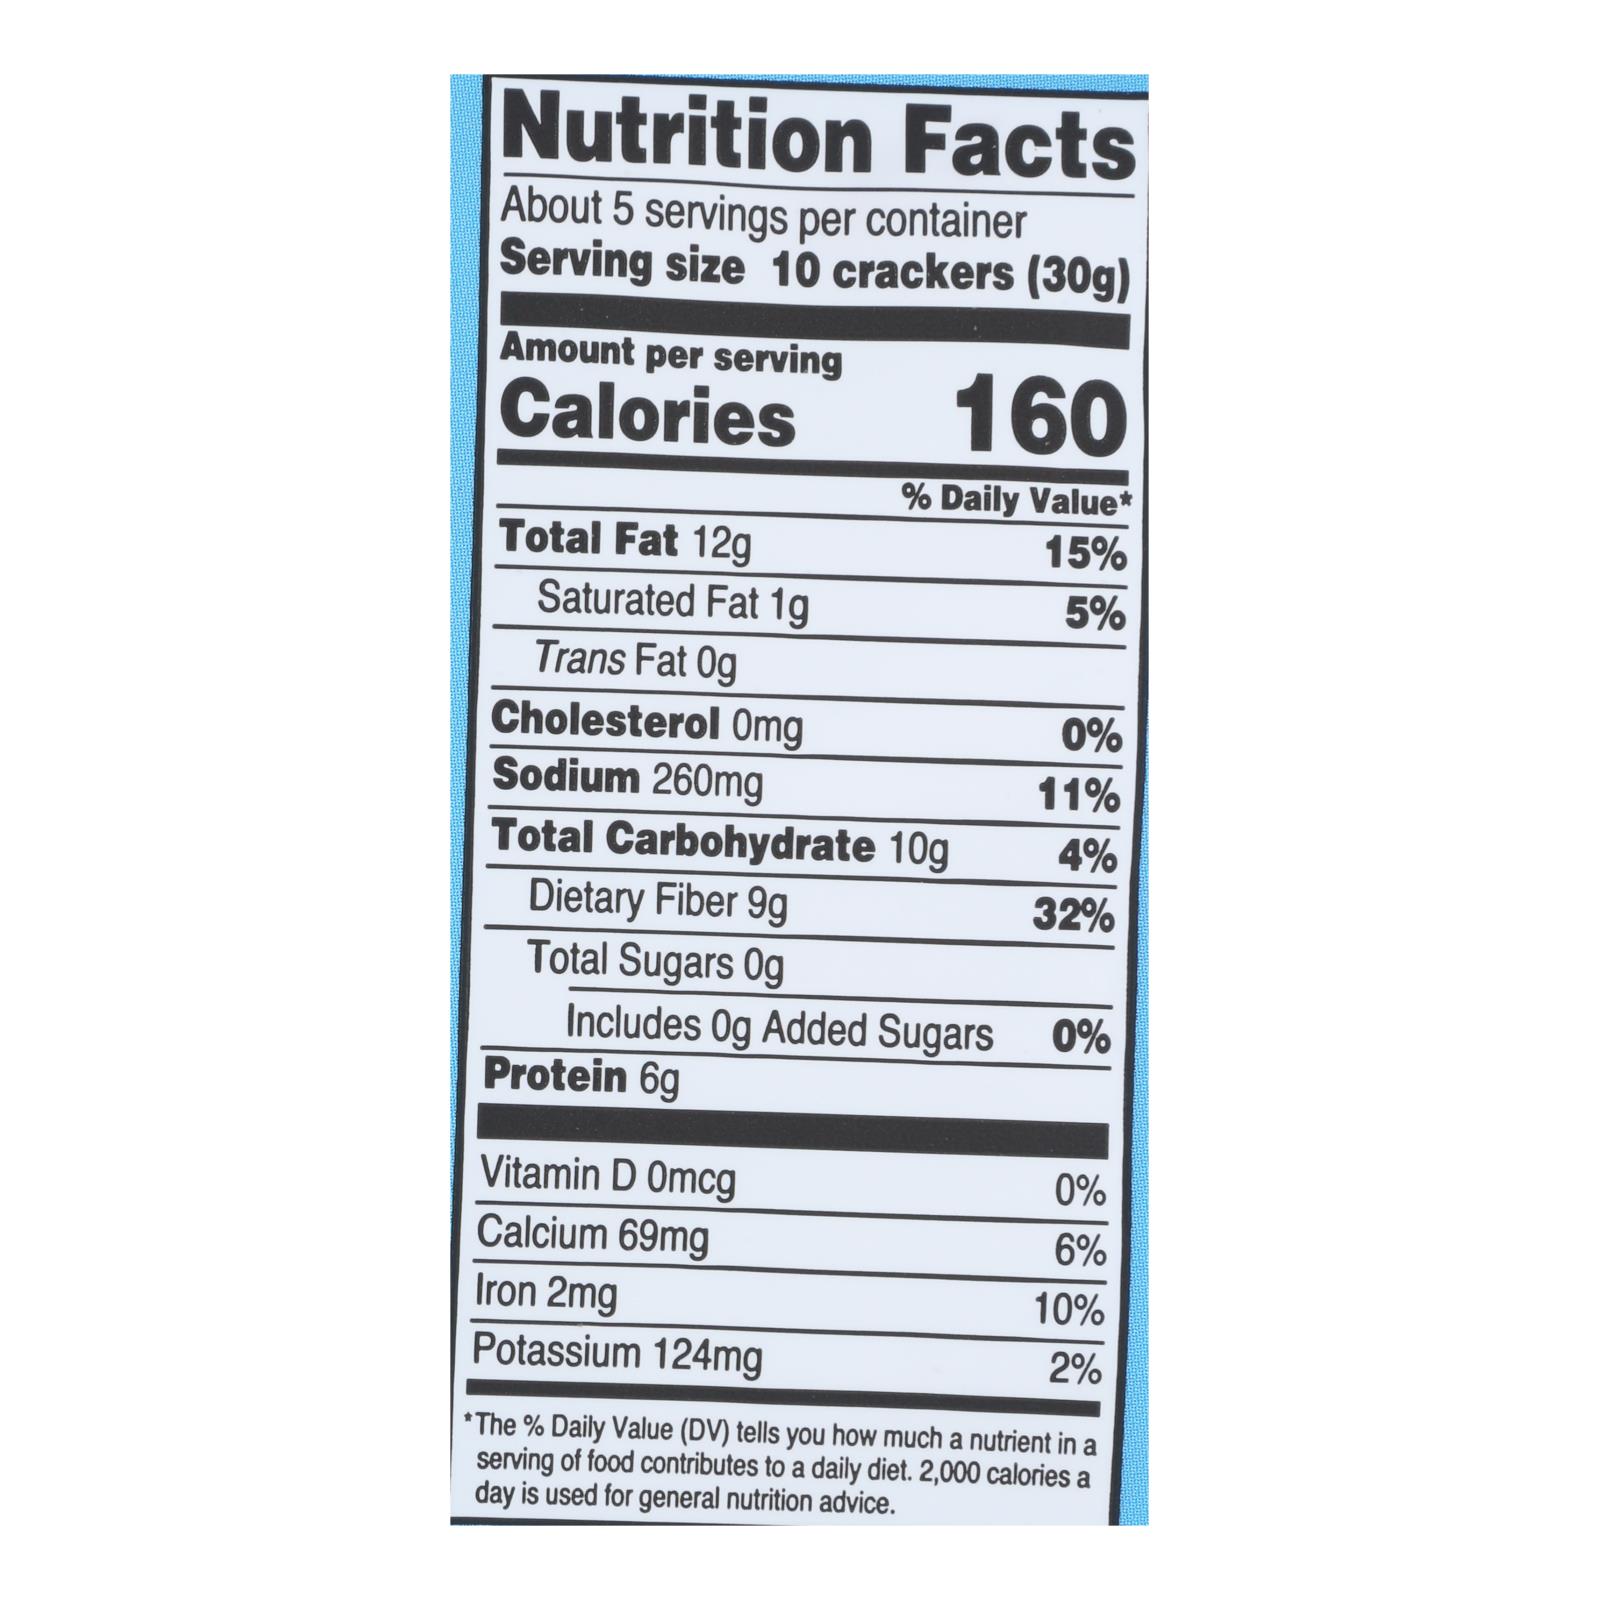 Nutrition Facts
About 5 servings per container
Serving size 10 crackers (30g)
Amount per serving
Calories 160
% Daily Value*
Total Fat 12g 15%
Saturated Fat 1g 5%
Trans Fat 0g
Cholesterol 0mg 0%
Sodium 260mg 11%
Total Carbohydrate 10g 4%
Dietary Fiber 9g 32%
Total Sugars 0g
Includes 0g Added Sugars 0%
Protein 6g
Vitamin D 0mcg 0%
Calcium 69mg 6%
Iron 2mg 10%
Potassium 124mg 2%
*The % Daily Value (DV) tells you how much a nutrient in a
serving of food contributes to a daily diet. 2,000 calories a
day is used for general nutrition advice.